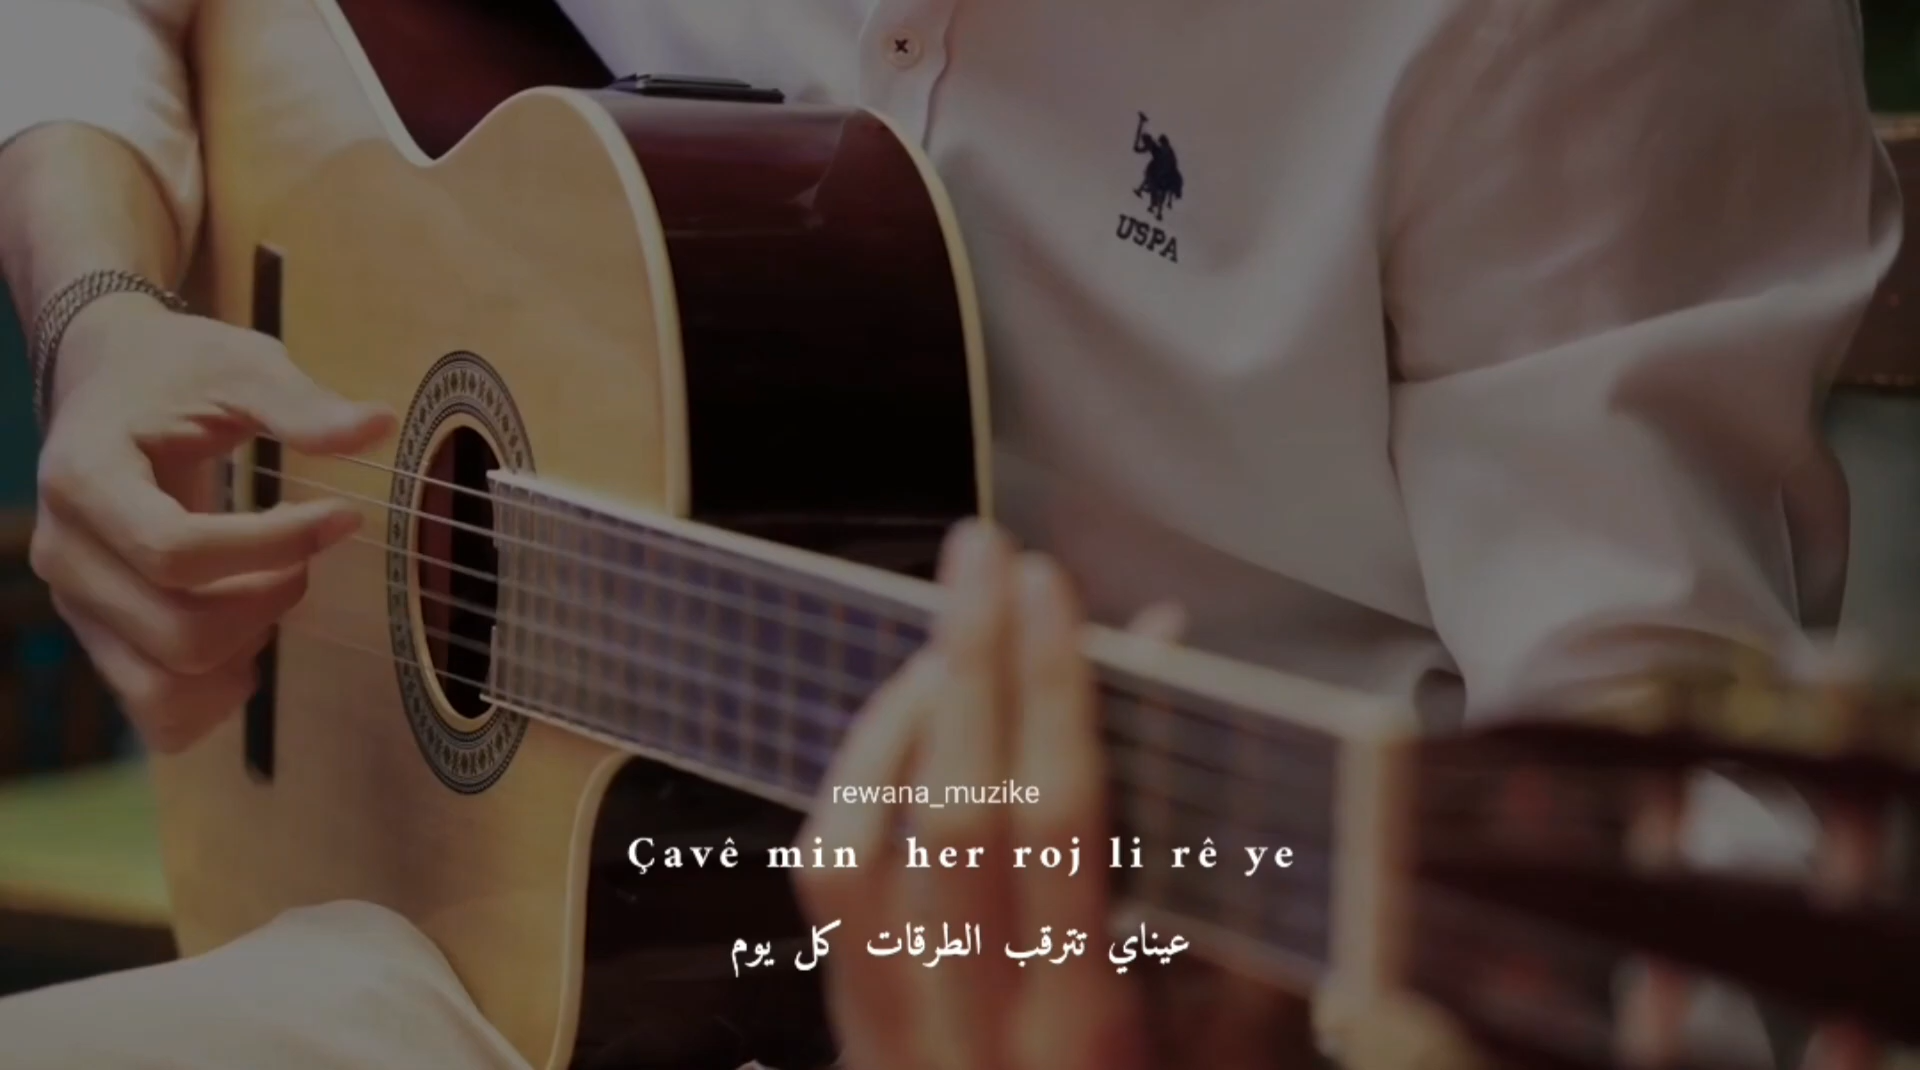 USPA
rewana_muzike
Çavê min her roj li rê ye
عيناي تترقب الطرقات كل يوم